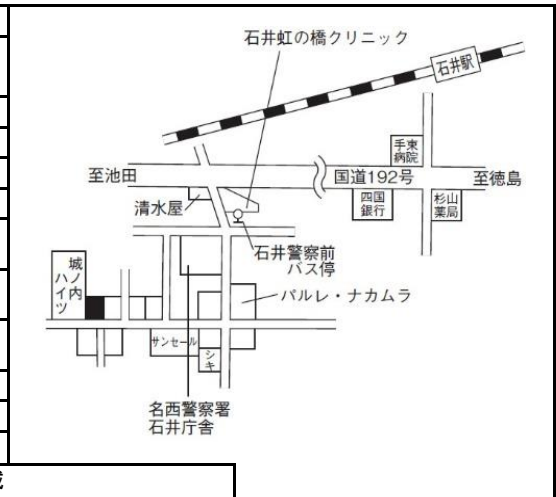 石井虹の橋クリニック
石井駅
手束
病院
至池田
国道192号
至徳島
清水屋
四国
銀行
杉山
薬局
石井警察前
バス停
城ノ内
ハイツ
パルレ・ナカムラ
サンセール
シキ
名西警察署
石井庁舎